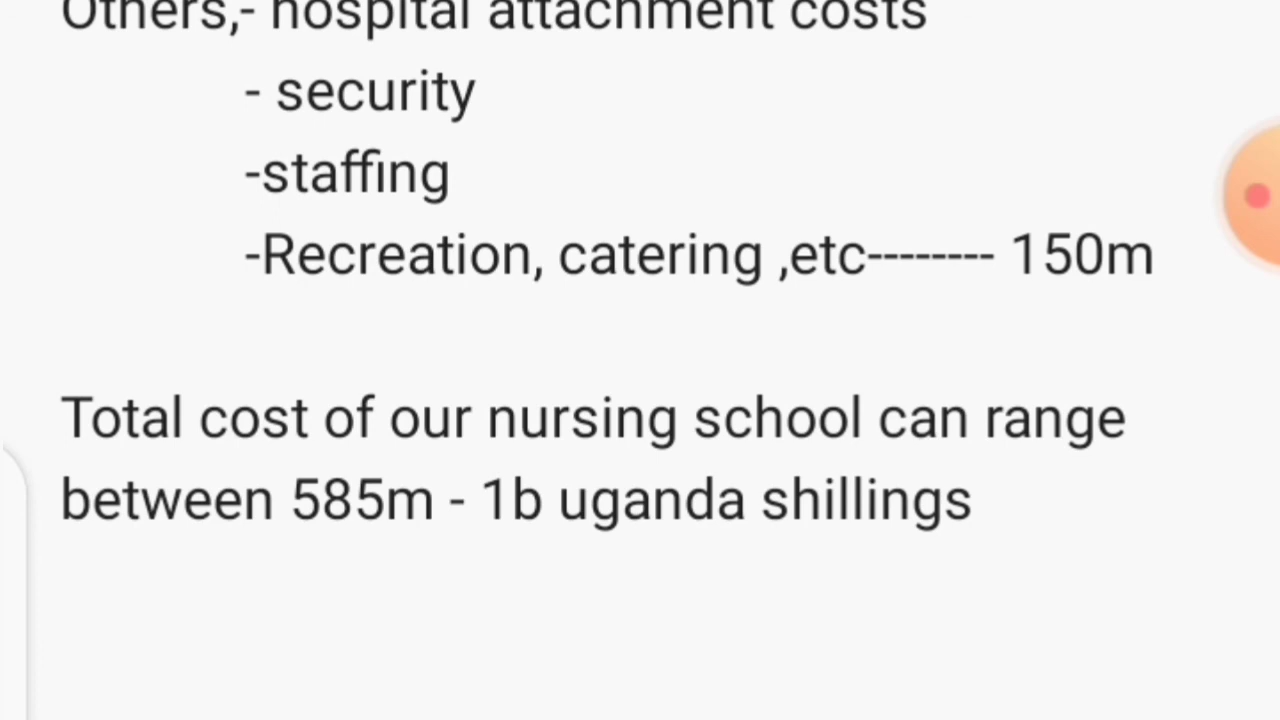 Others,- hospital attachment costs
- security
-staffing
-Recreation, catering ,etc-------- 150m
Total cost of our nursing school can range
between 585m - 1b uganda shillings